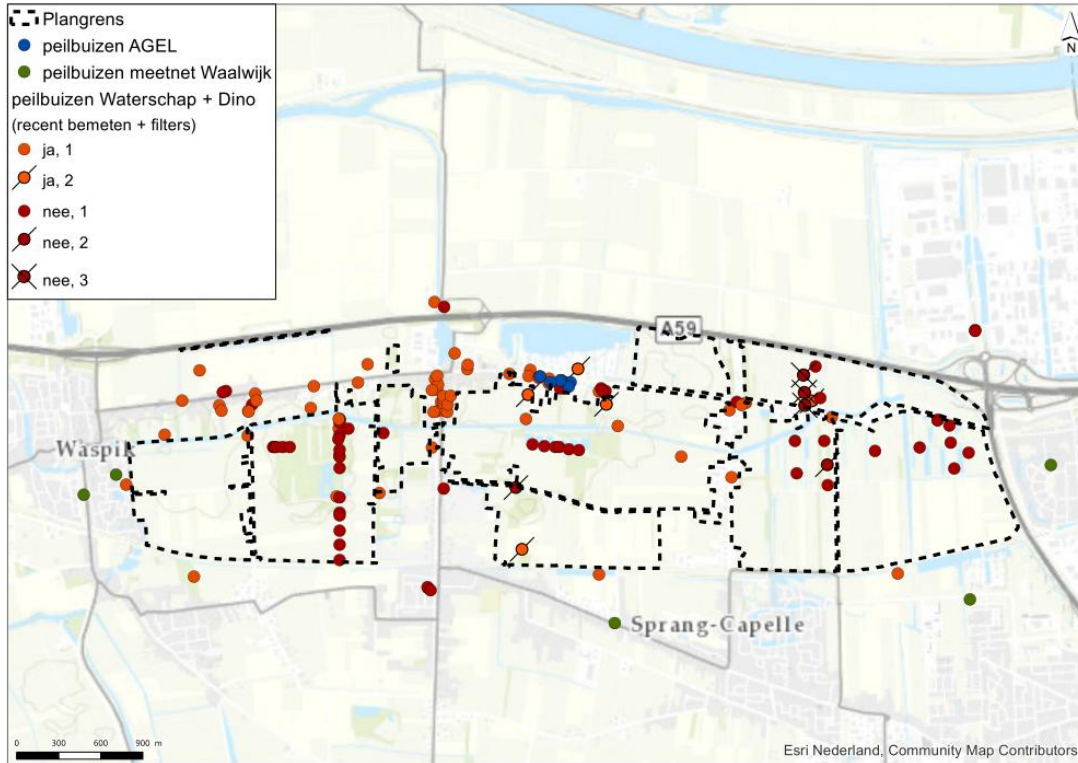 Plangrens
peilbuizen AGEL
peilbuizen meetnet Waalwijk
peilbuizen Waterschap + Dino
(recent bemeten + filters)
ja, 1
ja, 2
nee, 1
nee, 2
nee, 3
N
A59
Waspik
Sprang-Capelle
0 300 600 900 m
Esri Nederland, Community Map Contributors